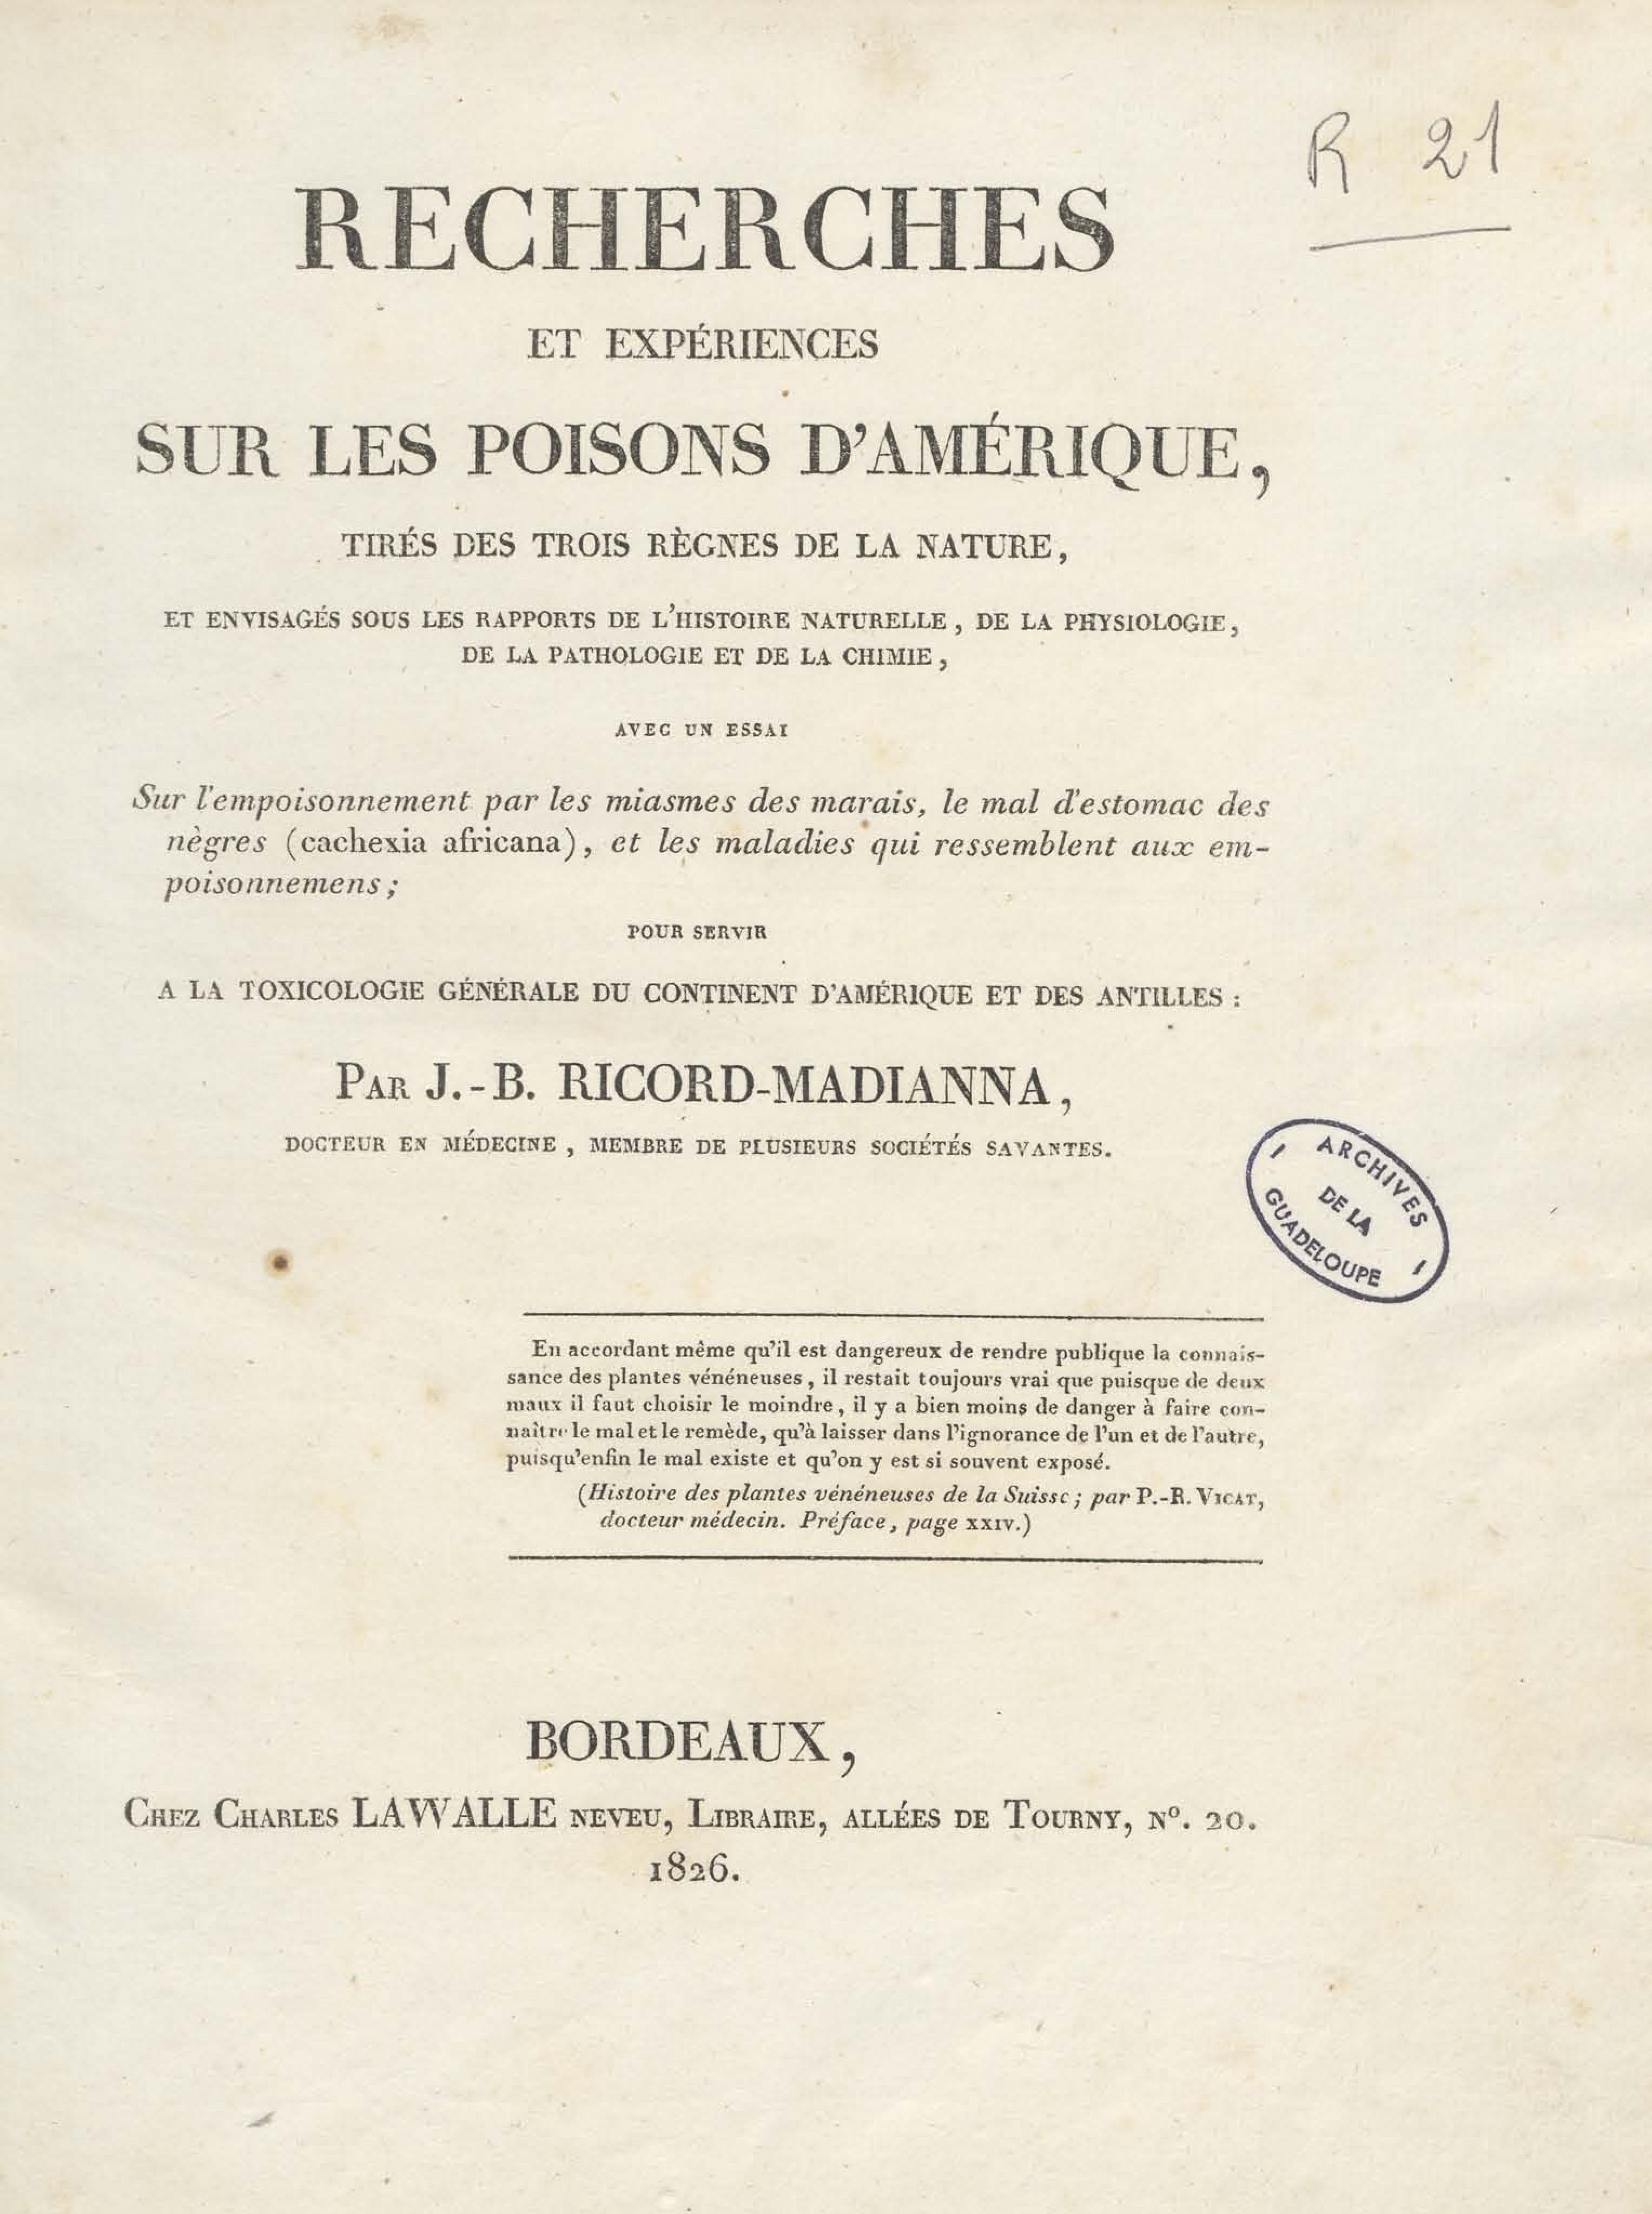 R 21
RECHERCHES
ET EXPÉRIENCES
SUR LES POISONS D'AMÉRIQUE,
TIRÉS DES TROIS RÈGNES DE LA NATURE,
ET ENVISAGÉS SOUS LES RAPPORTS DE L'HISTOIRE NATURELLE, DE LA PHYSIOLOGIE,
DE LA PATHOLOGIE ET DE LA CHIMIE,
AVEC UN ESSAI
Sur l'empoisonnement par les miasmes des marais, le mal d'estomac des
nègres (cachexia africana), et les maladies qui ressemblent aux em-
poisonnemens;
POUR SERVIR
A LA TOXICOLOGIE GÉNÉRALE DU CONTINENT D'AMÉRIQUE ET DES ANTILLES:
PAR J.-B. RICORD-MADIANNA,
DOCTEUR EN MÉDECINE, MEMBRE DE PLUSIEURS SOCIÉTÉS SAVANTES.
ARCHIVES
DE LA
GUADELOUPE
En accordant même qu'il est dangereux de rendre publique la connais-
sance des plantes vénéneuses, il restait toujours vrai que puisque de deux
maux il faut choisir le moindre, il y a bien moins de danger à faire con-
naître le mal et le remède, qu'à laisser dans l'ignorance de l'un et de l'autre,
puisqu'enfin le mal existe et qu'on y est si souvent exposé.
(Histoire des plantes vénéneuses de la Suisse; par P.-R. VICAT,
docteur médecin. Préface, page XXIV.)
BORDEAUX,
CHEZ CHARLES LAWALLE NEVEU, LIBRAIRE, ALLÉES DE TOURNY, Nº. 20.
1826.